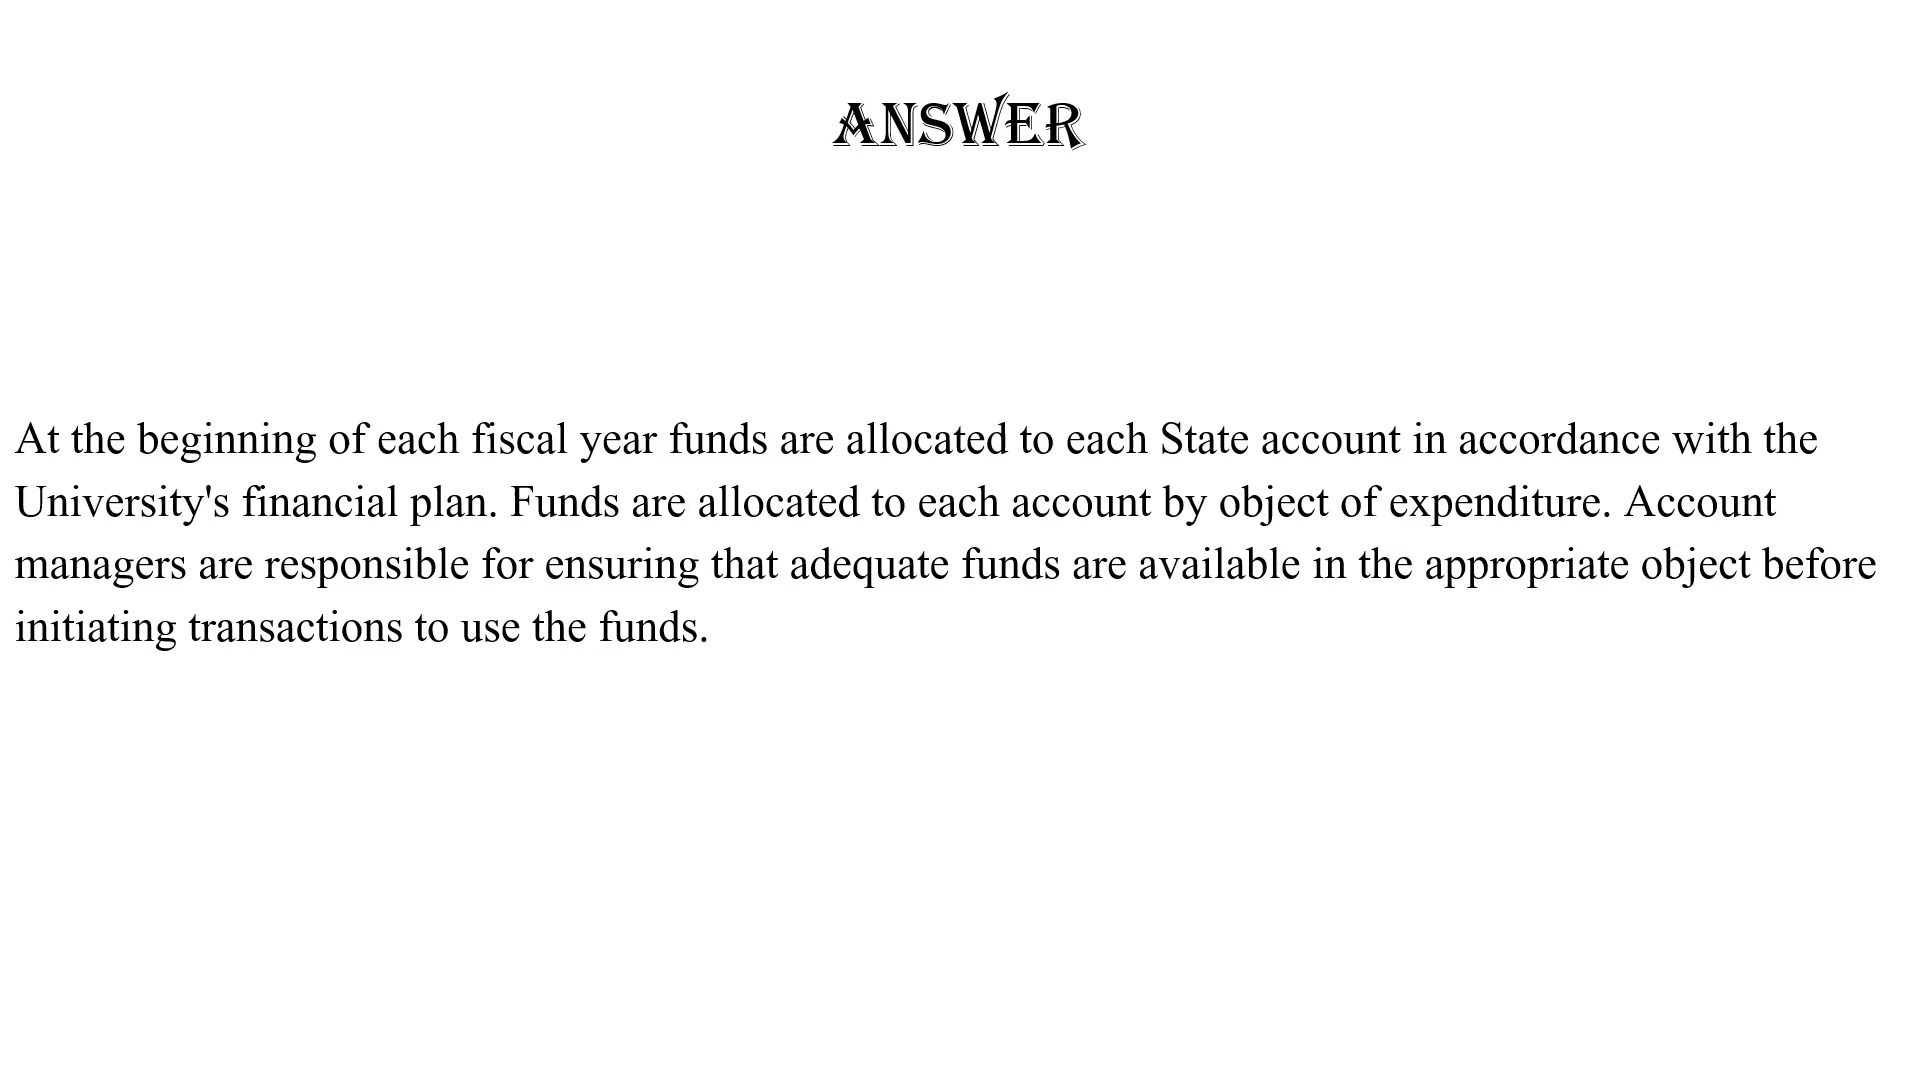 ANSWER
At the beginning of each fiscal year funds are allocated to each State account in accordance with the
University's financial plan. Funds are allocated to each account by object of expenditure. Account
managers are responsible for ensuring that adequate funds are available in the appropriate object before
initiating transactions to use the funds.